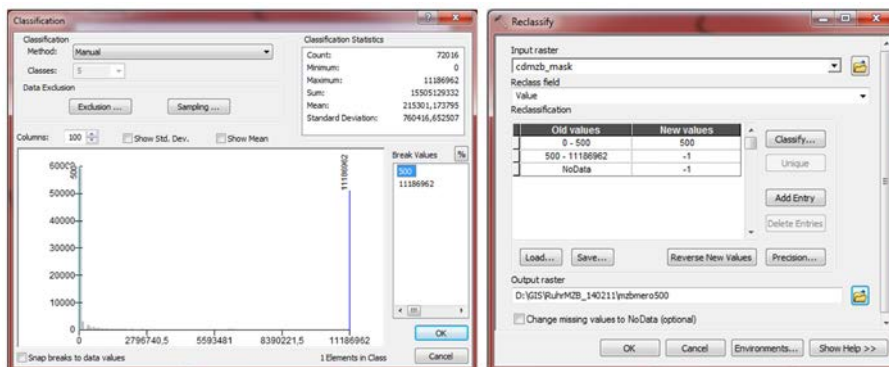 Classification
Classification
Method: Manual
Classes: 5
Data Exclusion
Exclusion ... Sampling ...
Classification Statistics
Count: 72016
Minimum: 0
Maximum: 11186962
Sum: 15505129332
Mean: 215301,173795
Standard Deviation: 760416,652507
Columns: 100 Show Std. Dev. Show Mean
Break Values %
500
11186962
60000
50000
40000
30000
20000
10000
0
500
11186962
0 2796740,5 5593481 8390221,5 11186962
Snap breaks to data values
1 Elements in Class
OK
Cancel
Reclassify
Input raster
cdmzb_mask
Reclass field
Value
Reclassification
Old values New values
0 - 500 500
500 - 11186962 -1
NoData -1
Classify...
Unique
Add Entry
Delete Entries
Load... Save... Reverse New Values Precision...
Output raster
D:\GIS\RuhrMZB_140211\mzbmero500
Change missing values to NoData (optional)
OK Cancel Environments... Show Help >>